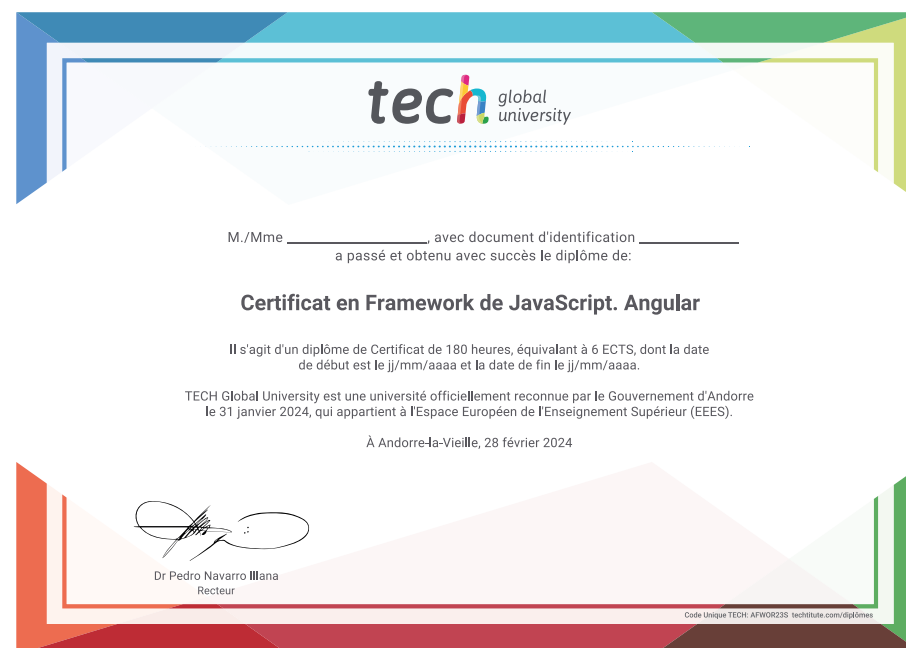 tech global
university
M./Mme ____________, avec document d'identification ____________
a passé et obtenu avec succès le diplôme de:
Certificat en Framework de JavaScript. Angular
Il s'agit d'un diplôme de Certificat de 180 heures, équivalant à 6 ECTS, dont la date
de début est le jj/mm/aaaa et la date de fin le jj/mm/aaaa.
TECH Global University est une université officiellement reconnue par le Gouvernement d'Andorre
le 31 janvier 2024, qui appartient à l'Espace Européen de l'Enseignement Supérieur (EEES).
À Andorre-la-Vieille, 28 février 2024
Dr Pedro Navarro Illana
Recteur
Code Unique TECH: AFWOR23S techtitute.com/diplômes